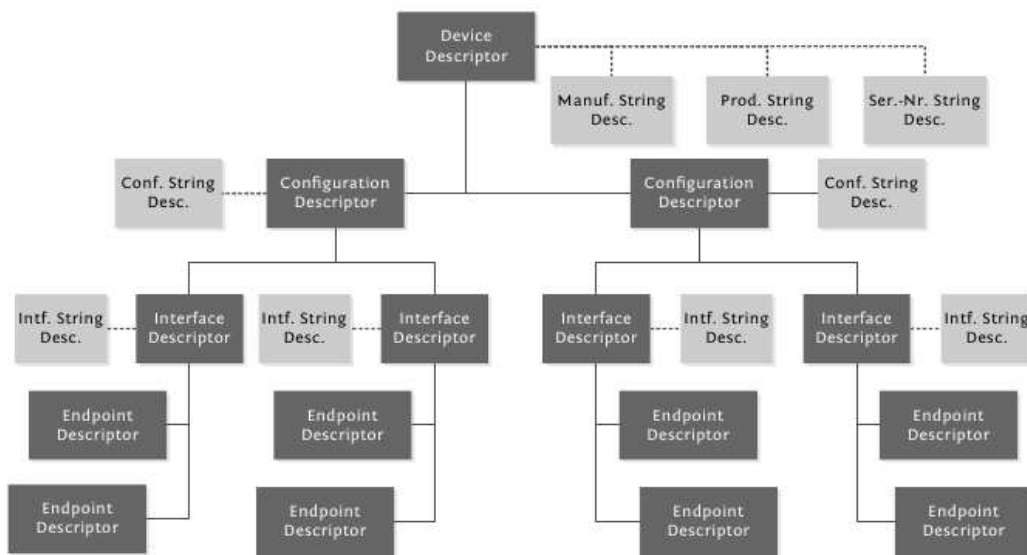 Device
Descriptor
Manuf. String
Desc.
Prod. String
Desc.
Ser.-Nr. String
Desc.
Conf. String
Desc.
Configuration
Descriptor
Configuration
Descriptor
Conf. String
Desc.
Intf. String
Desc.
Interface
Descriptor
Intf. String
Desc.
Interface
Descriptor
Interface
Descriptor
Intf. String
Desc.
Interface
Descriptor
Intf. String
Desc.
Endpoint
Descriptor
Endpoint
Descriptor
Endpoint
Descriptor
Endpoint
Descriptor
Endpoint
Descriptor
Endpoint
Descriptor
Endpoint
Descriptor
Endpoint
Descriptor